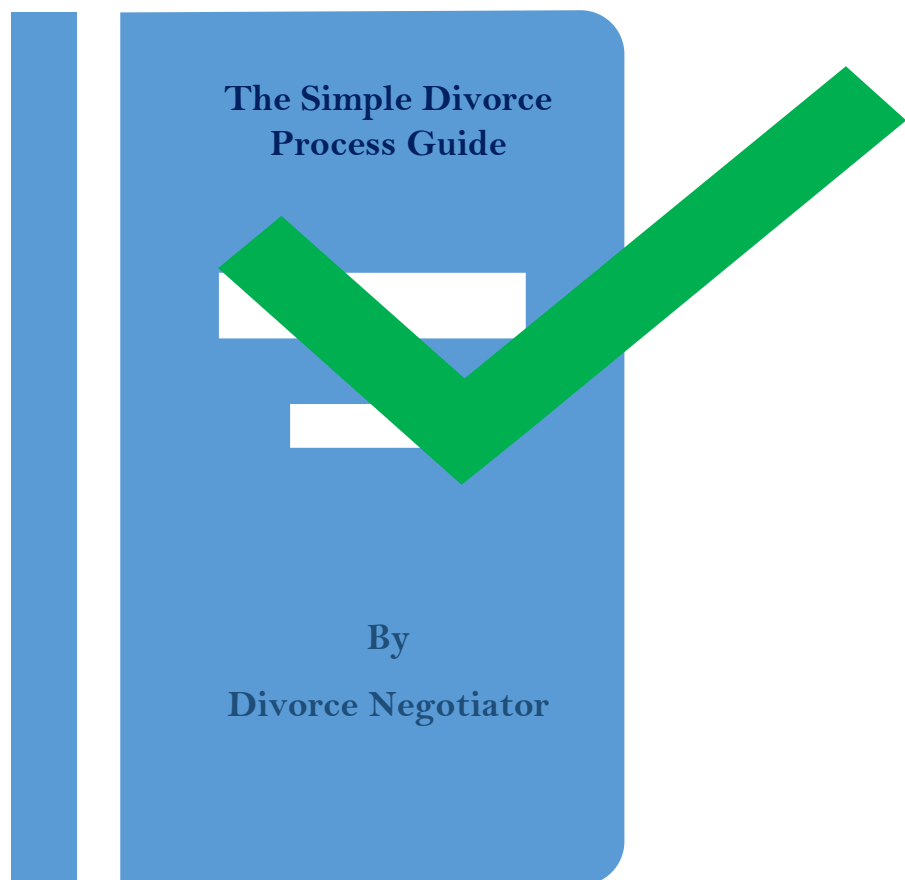 The Simple Divorce
Process Guide
By
Divorce Negotiator